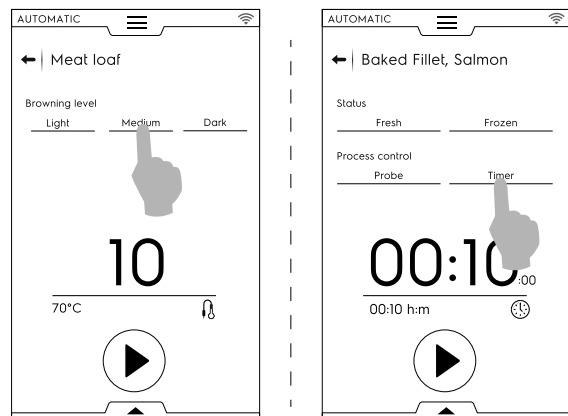 AUTOMATIC
Meat loaf
Browning level
Light Medium Dark
10
70°C
AUTOMATIC
Baked Fillet, Salmon
Status
Fresh Frozen
Process control
Probe Timer
00:10:00
00:10 h:m